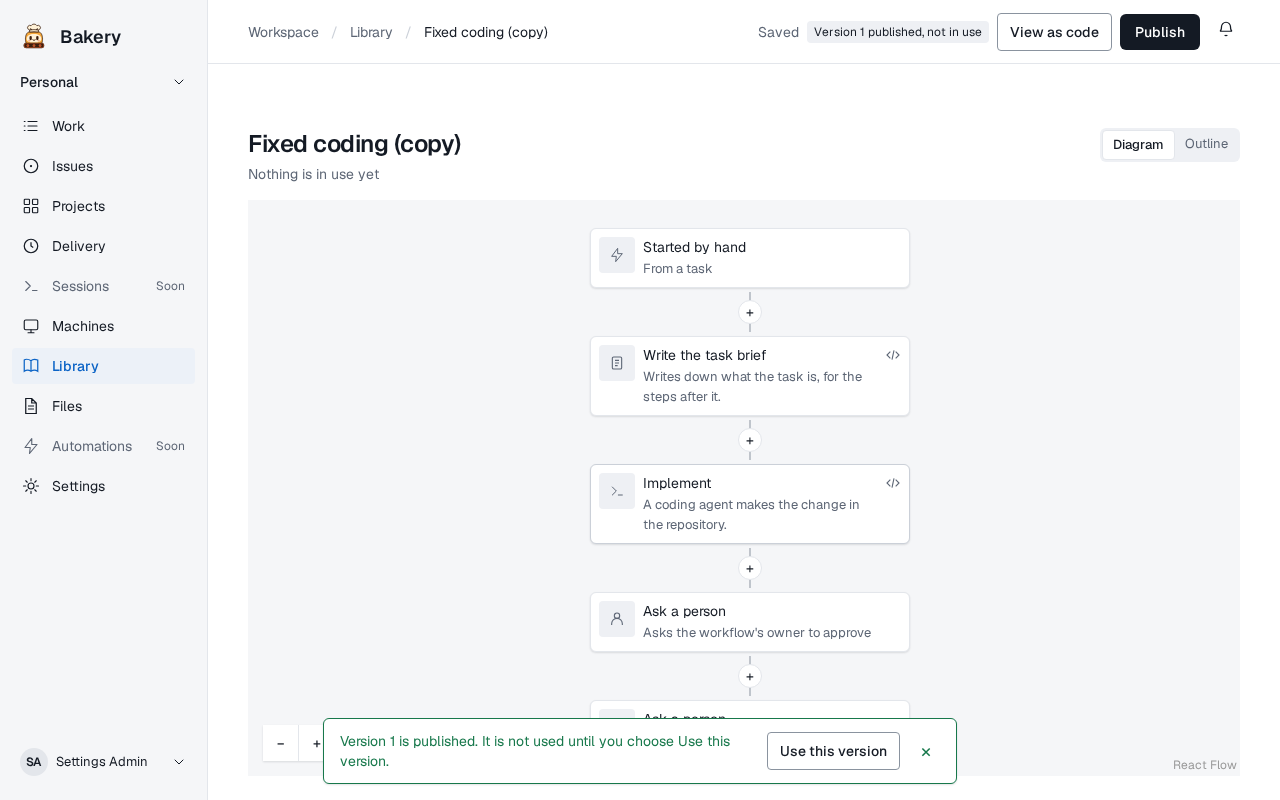 Bakery
Personal
Work
Issues
Projects
Delivery
Sessions Soon
Machines
Library
Files
Automations Soon
Settings
SA Settings Admin
Workspace / Library / Fixed coding (copy)
Saved Version 1 published, not in use View as code Publish
Fixed coding (copy)
Nothing is in use yet
Diagram Outline
Started by hand
From a task
+
Write the task brief
Writes down what the task is, for the
steps after it.
+
Implement
A coding agent makes the change in
the repository.
+
Ask a person
Asks the workflow's owner to approve
+
Ask a person
− +
Version 1 is published. It is not used until you choose Use this
version.
Use this version ×
React Flow